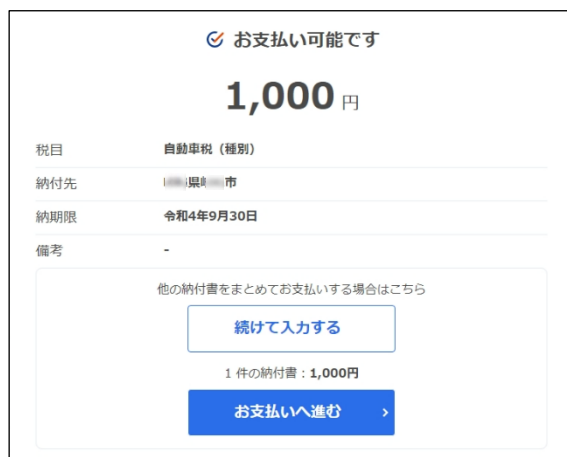 お支払い可能です
1,000 円
税目 自動車税（種別）
納付先 県 市
納期限 令和4年9月30日
備考 -
他の納付書をまとめてお支払いする場合はこちら
続けて入力する
1 件の納付書：1,000円
お支払いへ進む